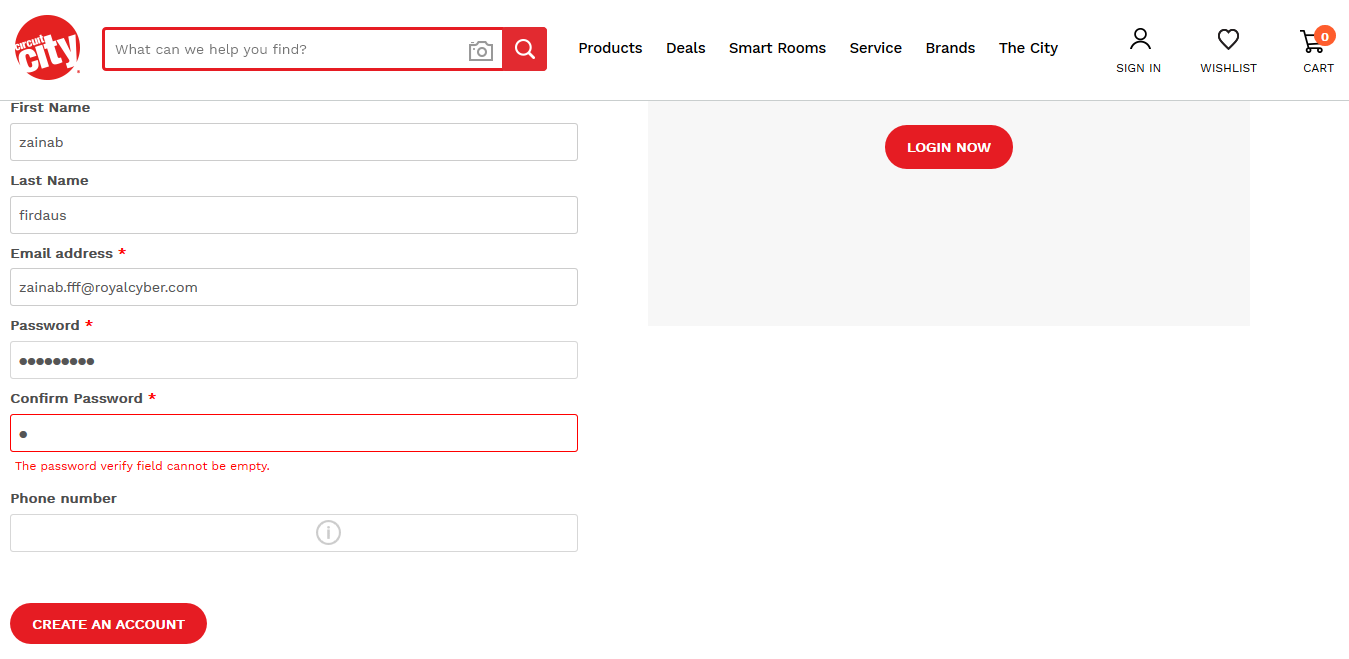 circuit
city
What can we help you find?
Products Deals Smart Rooms Service Brands The City
SIGN IN
WISHLIST
0
CART
First Name
zainab
Last Name
firdaus
Email address *
zainab.fff@royalcyber.com
Password *
●●●●●●●●●
Confirm Password *
●
The password verify field cannot be empty.
Phone number
i
CREATE AN ACCOUNT
LOGIN NOW